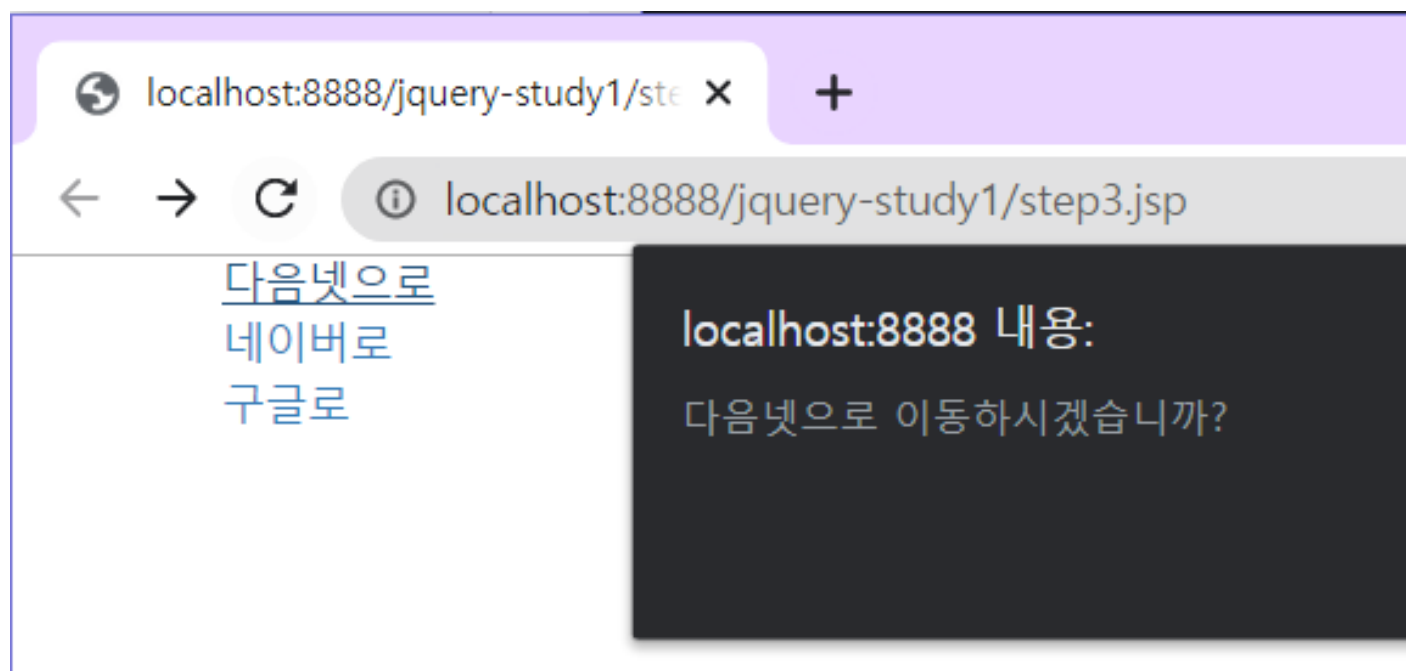 localhost:8888/jquery-study1/ste
localhost:8888/jquery-study1/step3.jsp
다음넷으로
네이버로
구글로
localhost:8888 내용:
다음넷으로 이동하시겠습니까?